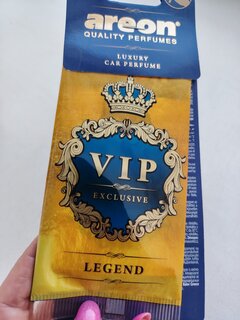 areon
QUALITY PERFUMES
LUXURY
CAR PERFUME
VIP
EXCLUSIVE
LEGEND